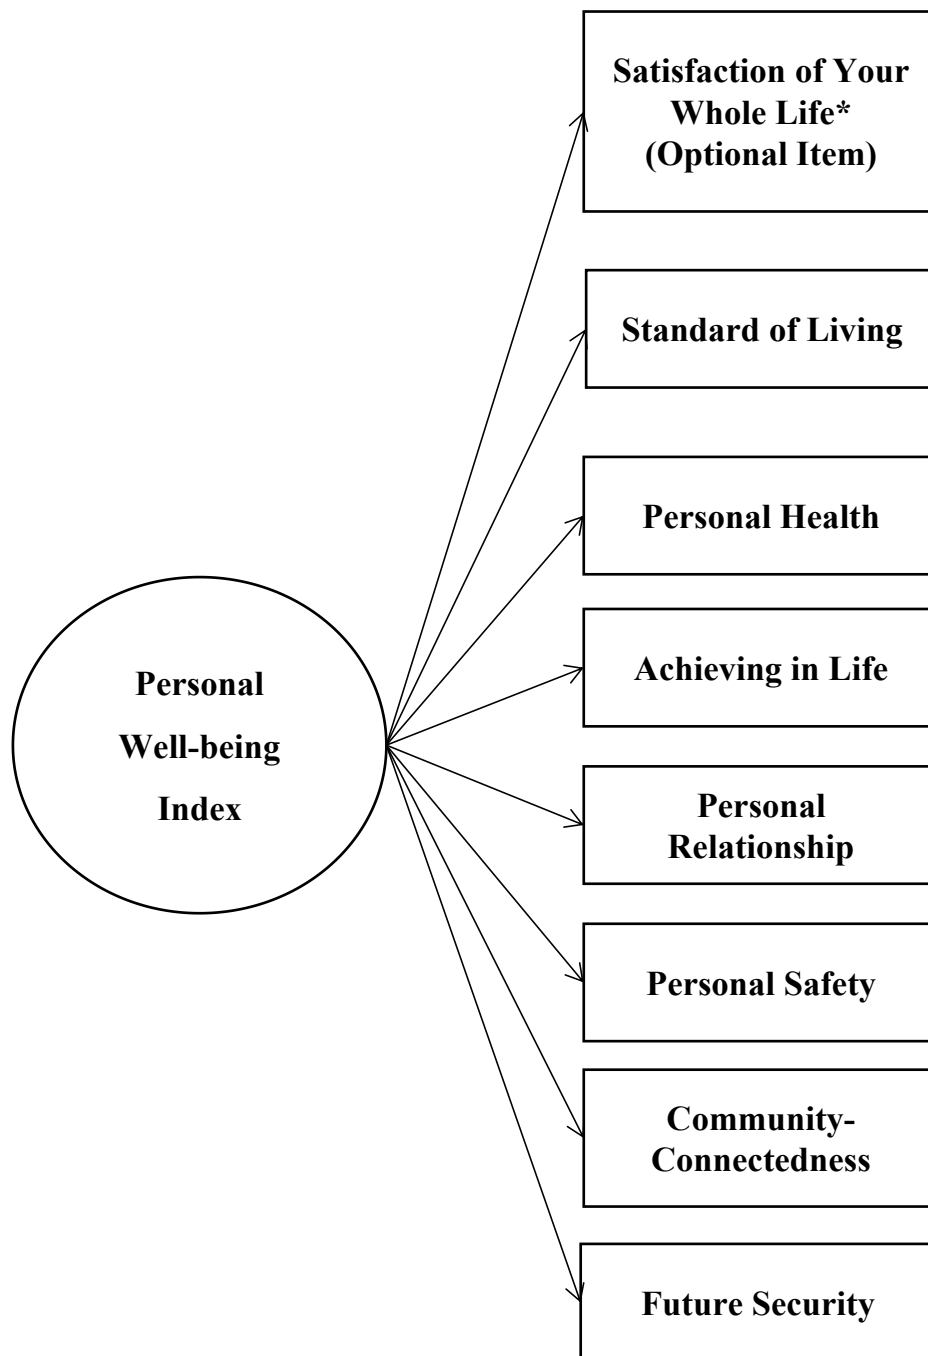 Satisfaction of Your
Whole Life*
(Optional Item)
Standard of Living
Personal Health
Achieving in Life
Personal
Well-being
Index
Personal
Relationship
Personal Safety
Community-
Connectedness
Future Security